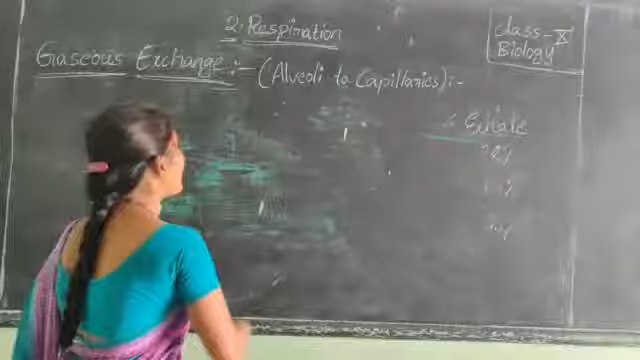 2. Respiration
Class-X
Biology
Gaseous Exchange:- (Alveoli to Capillaries):-